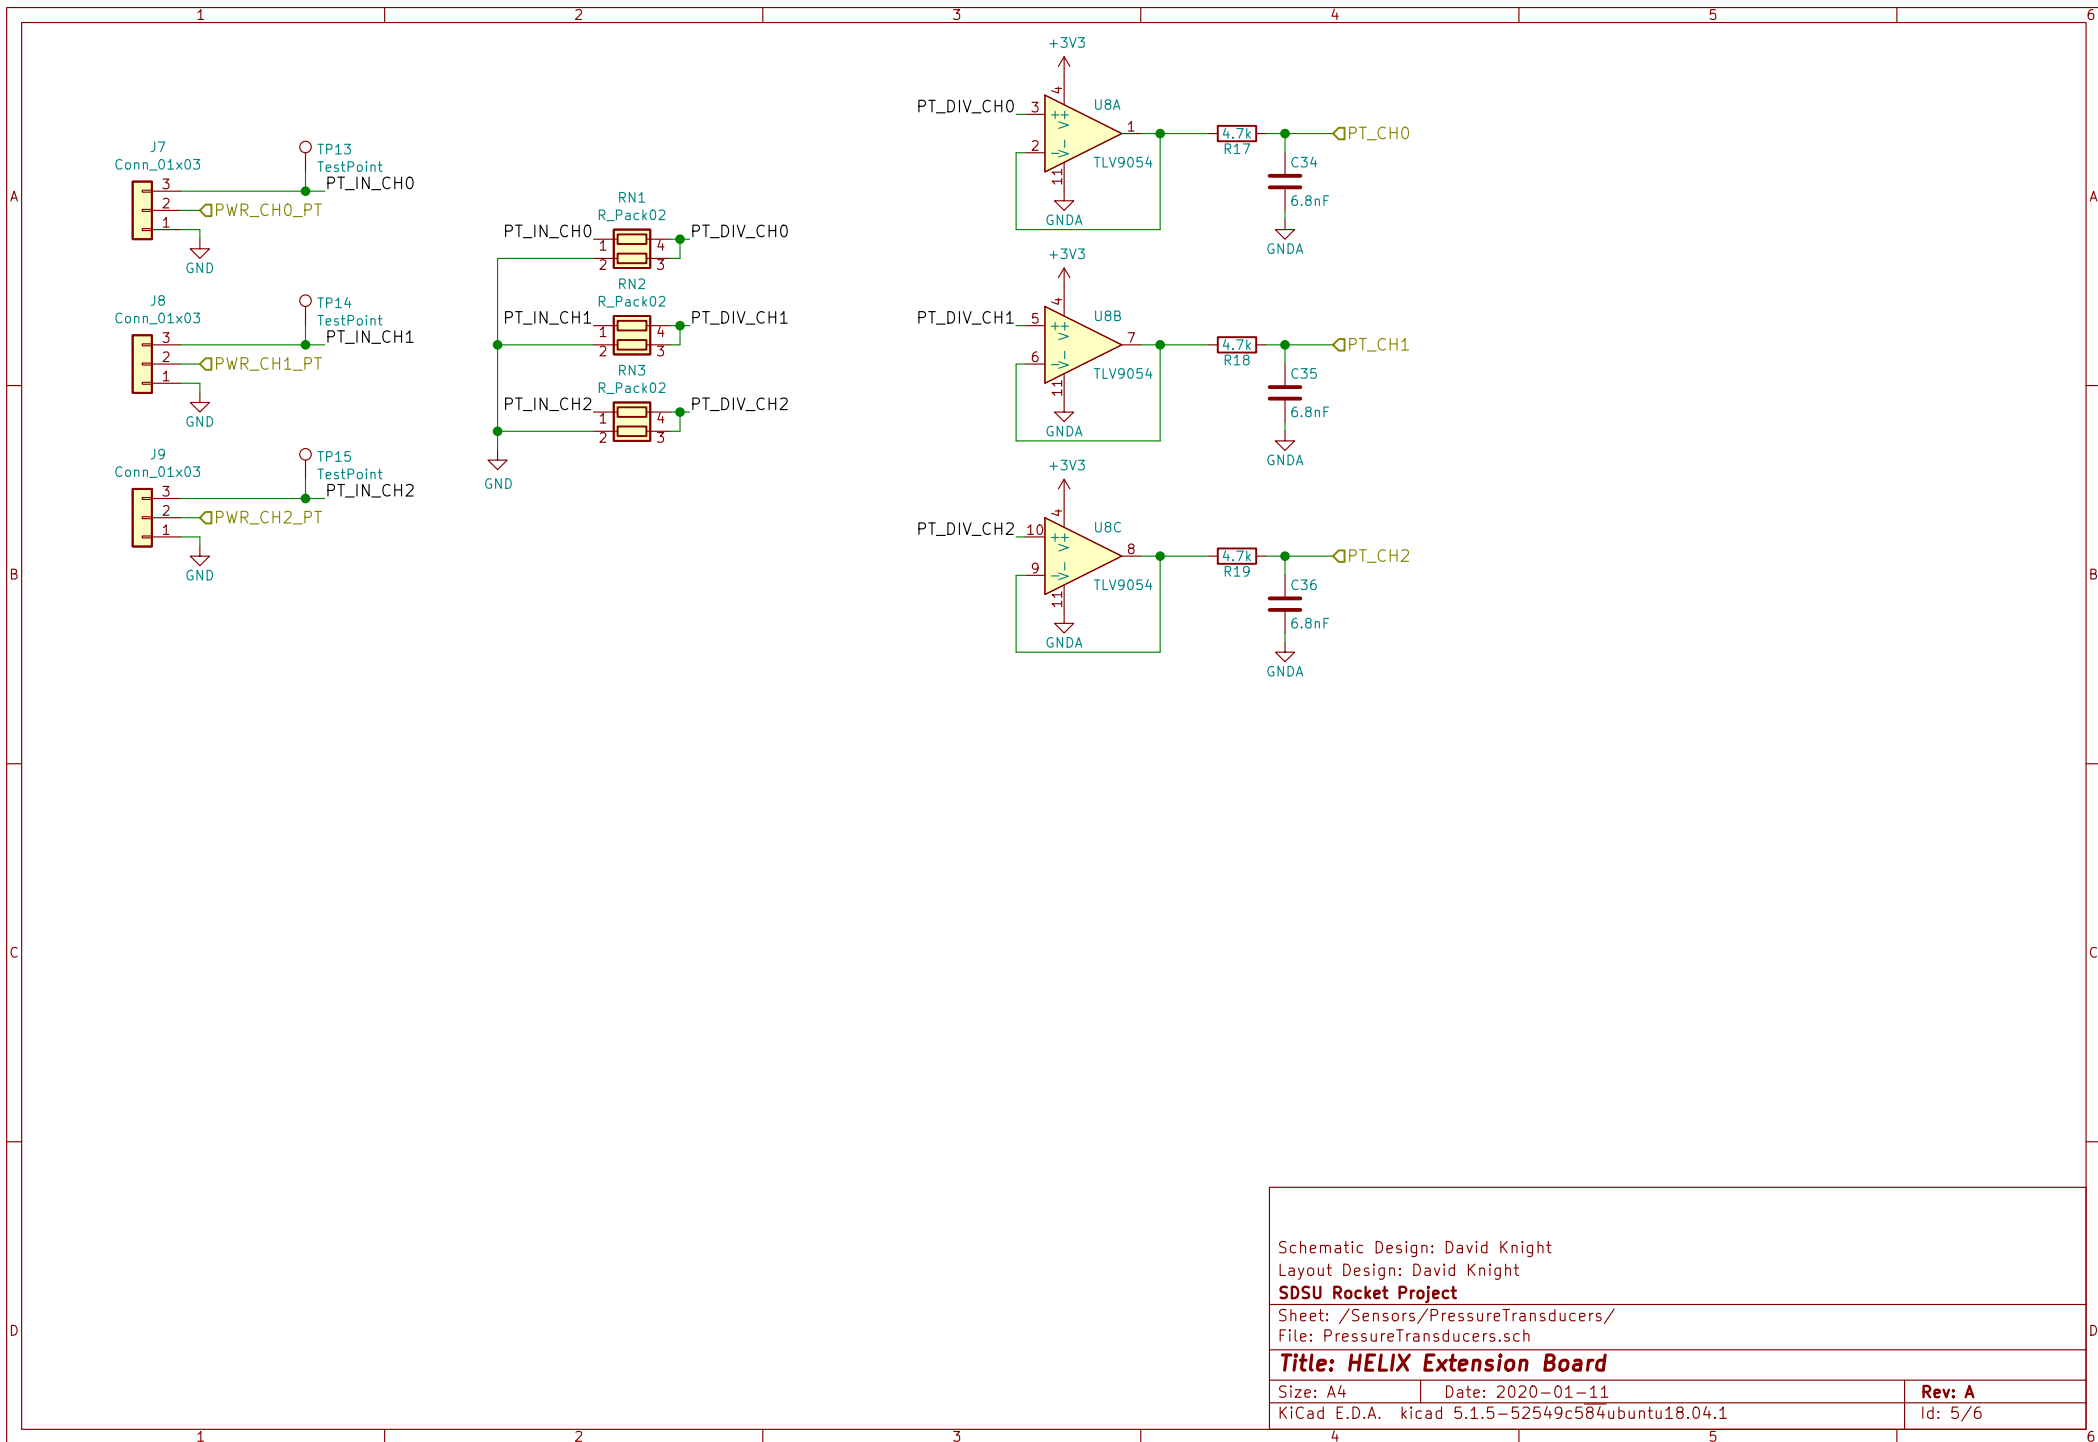 1 2 3 4 5 6
A
B
C
D
J7
Conn_01x03
3
2
1
TP13
TestPoint
PT_IN_CH0
PWR_CH0_PT
GND
J8
Conn_01x03
3
2
1
TP14
TestPoint
PT_IN_CH1
PWR_CH1_PT
GND
J9
Conn_01x03
3
2
1
TP15
TestPoint
PT_IN_CH2
PWR_CH2_PT
GND
RN1
R_Pack02
PT_IN_CH0
1
2
4
3
PT_DIV_CH0
RN2
R_Pack02
PT_IN_CH1
1
2
4
3
PT_DIV_CH1
RN3
R_Pack02
PT_IN_CH2
1
2
4
3
PT_DIV_CH2
GND
+3V3
4
PT_DIV_CH0
3
2
++
V
-
V-
11
U8A
TLV9054
1
GNDA
4.7k
R17
PT_CH0
C34
6.8nF
GNDA
+3V3
4
PT_DIV_CH1
5
6
++
V
-
V-
11
U8B
TLV9054
7
GNDA
4.7k
R18
PT_CH1
C35
6.8nF
GNDA
+3V3
4
PT_DIV_CH2
10
9
++
V
-
V-
11
U8C
TLV9054
8
GNDA
4.7k
R19
PT_CH2
C36
6.8nF
GNDA
A
B
C
D
Schematic Design: David Knight
Layout Design: David Knight
SDSU Rocket Project
Sheet: /Sensors/PressureTransducers/
File: PressureTransducers.sch
Title: HELIX Extension Board
Size: A4 Date: 2020-01-11 Rev: A
KiCad E.D.A. kicad 5.1.5-52549c584ubuntu18.04.1 Id: 5/6
1 2 3 4 5 6